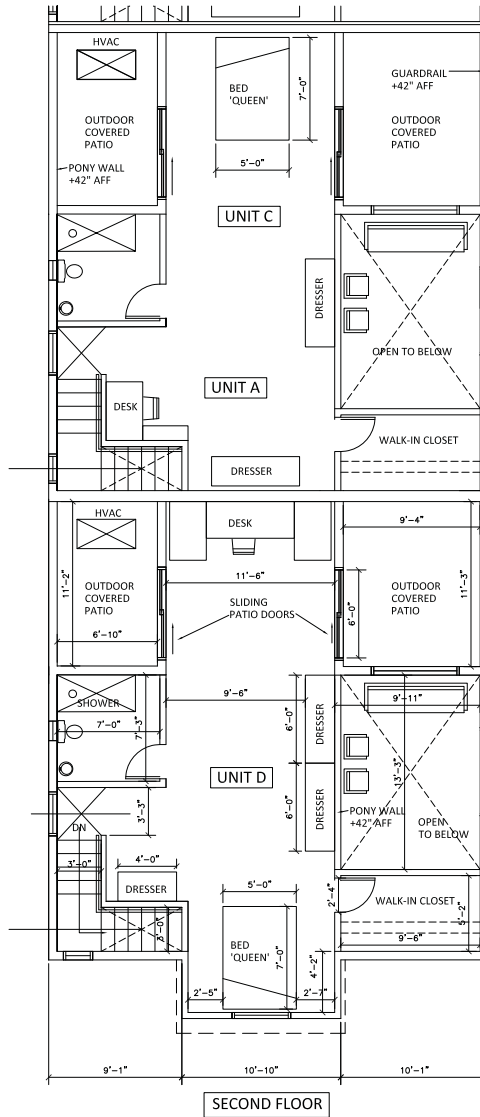 HVAC
BED
'QUEEN'
7'-0"
GUARDRAIL
+42" AFF
OUTDOOR
COVERED
PATIO
OUTDOOR
COVERED
PATIO
PONY WALL
+42" AFF
5'-0"
UNIT C
DRESSER
OPEN TO BELOW
UNIT A
DESK
WALK-IN CLOSET
DRESSER
HVAC
DESK
9'-4"
11'-2"
11'-6"
11'-3"
OUTDOOR
COVERED
PATIO
6'-0"
OUTDOOR
COVERED
PATIO
SLIDING
PATIO DOORS
6'-10"
SHOWER
9'-6"
9'-11"
7'-0"
7'-3"
6'-0"
DRESSER
UNIT D
13'-3"
3'-3"
6'-0"
DRESSER
PONY WALL
+42" AFF
OPEN
TO BELOW
DN
3'-0"
4'-0"
DRESSER
5'-0"
2'-4"
WALK-IN CLOSET
5'-2"
3'-0"
BED
'QUEEN'
7'-0"
9'-6"
4'-2"
2'-5"
2'-7"
9'-1"
10'-10"
10'-1"
SECOND FLOOR